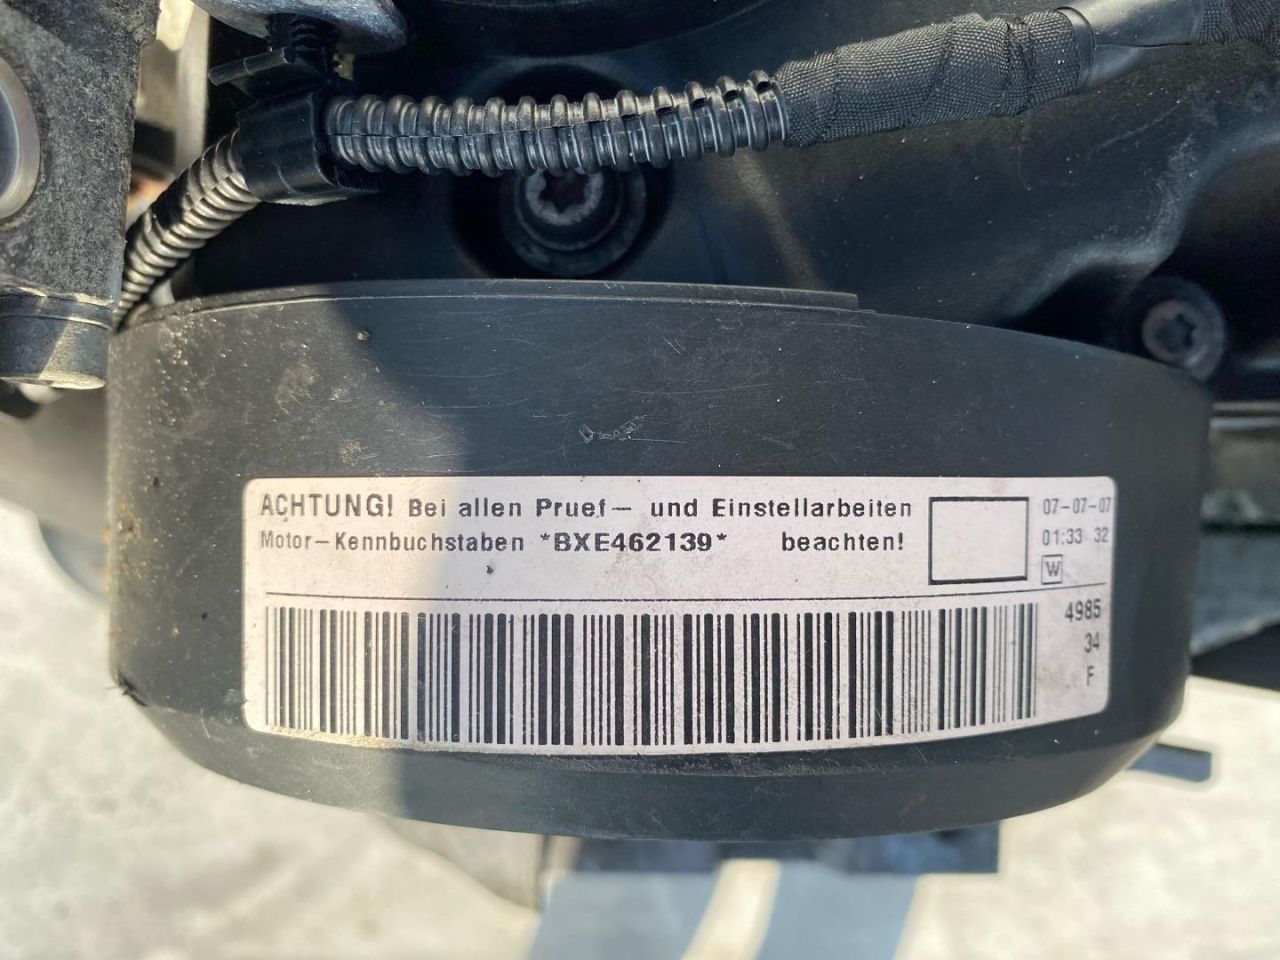 ACHTUNG! Bei allen Pruef- und Einstellarbeiten
Motor-Kennbuchstaben *BXE462139* beachten!
07-07-07
01:33 32
W
4985
34
F